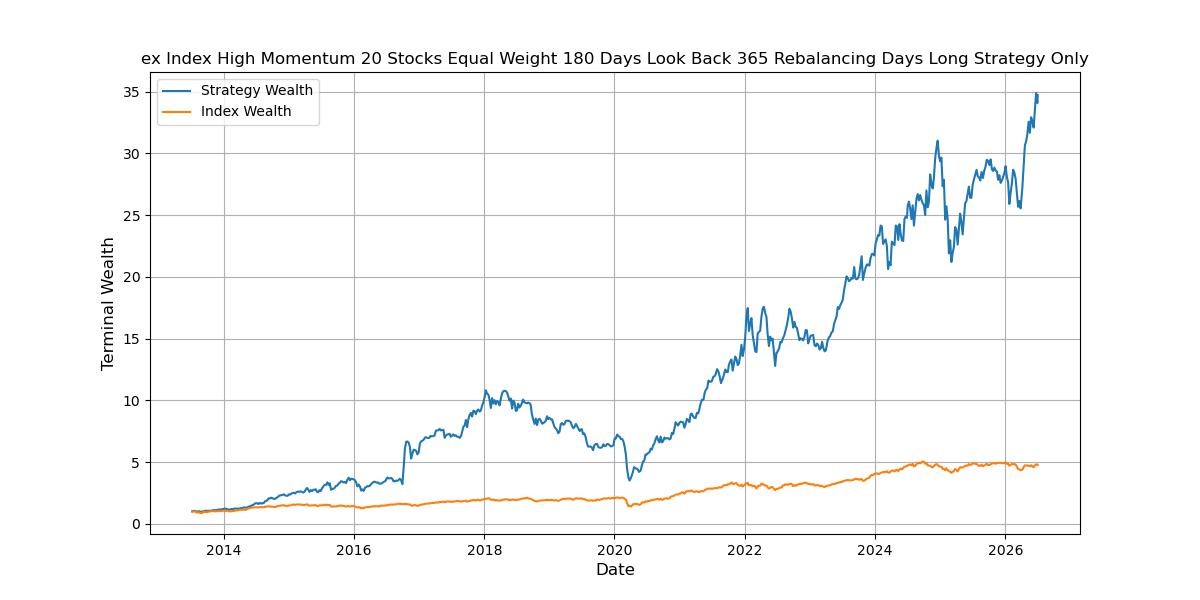 ex Index High Momentum 20 Stocks Equal Weight 180 Days Look Back 365 Rebalancing Days Long Strategy Only
Strategy Wealth
Index Wealth
Terminal Wealth
35
30
25
20
15
10
5
0
2014 2016 2018 2020 2022 2024 2026
Date